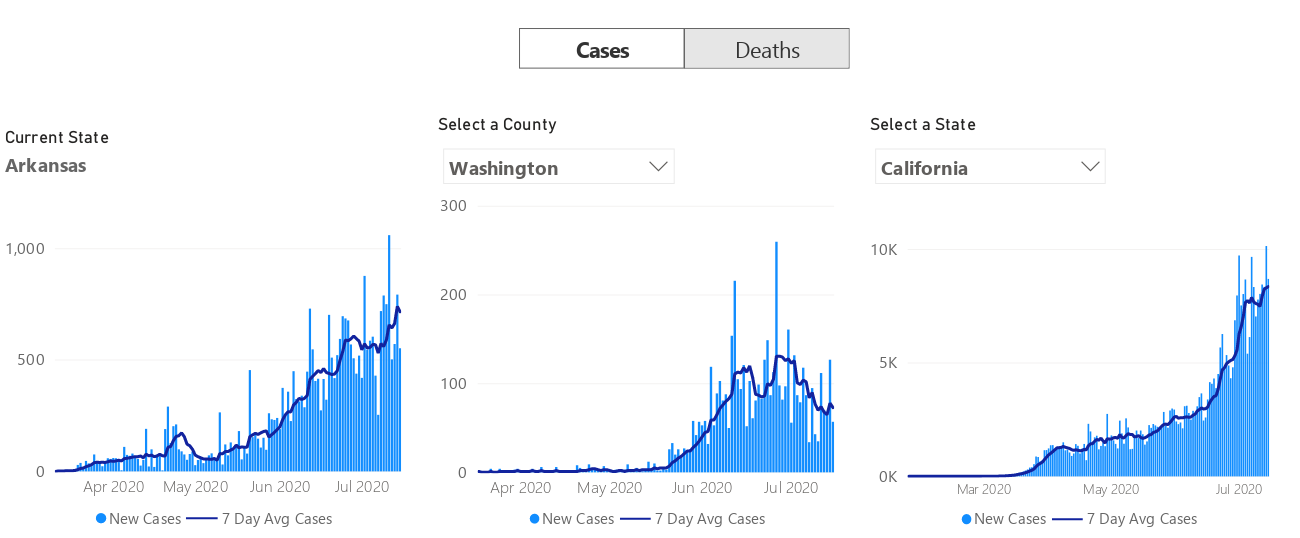 Cases Deaths
Current State
Arkansas
1,000
500
0
Apr 2020 May 2020 Jun 2020 Jul 2020
New Cases 7 Day Avg Cases
Select a County
Washington
300
200
100
0
Apr 2020 May 2020 Jun 2020 Jul 2020
New Cases 7 Day Avg Cases
Select a State
California
10K
5K
0K
Mar 2020 May 2020 Jul 2020
New Cases 7 Day Avg Cases